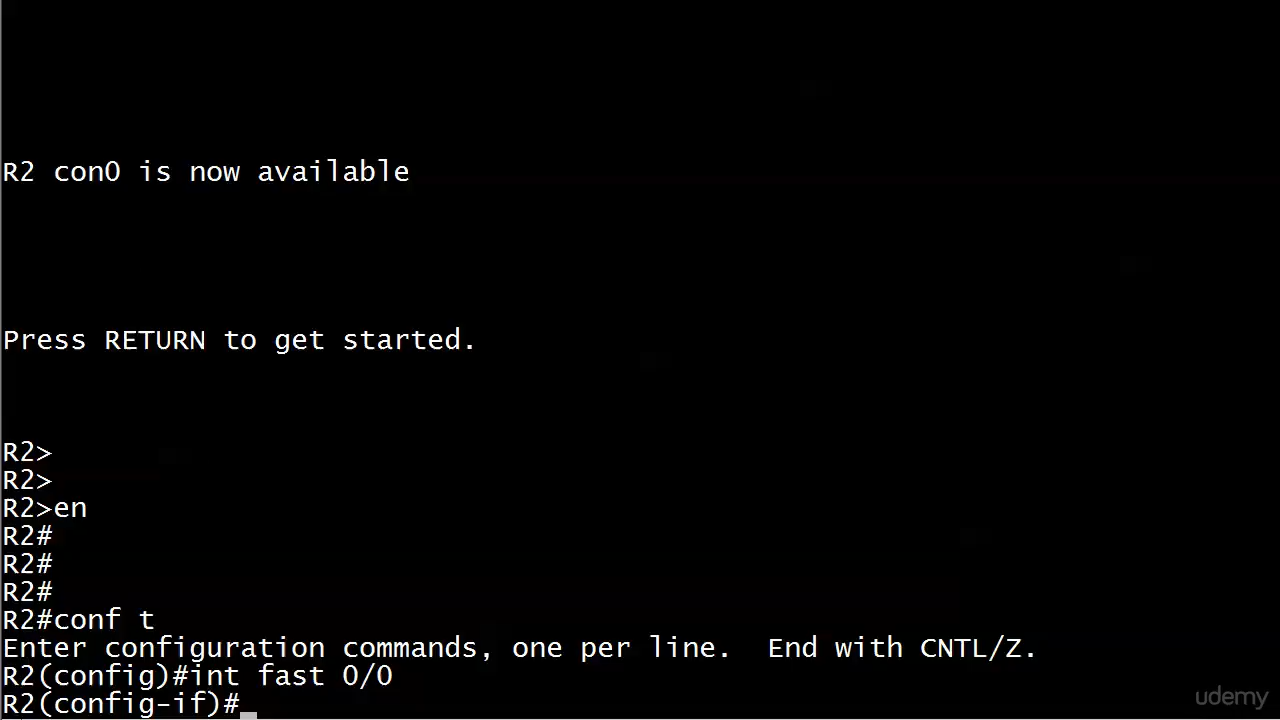 R2 con0 is now available
Press RETURN to get started.
R2>
R2>
R2>en
R2#
R2#
R2#
R2#conf t
Enter configuration commands, one per line.  End with CNTL/Z.
R2(config)#int fast 0/0
R2(config-if)#
udemy